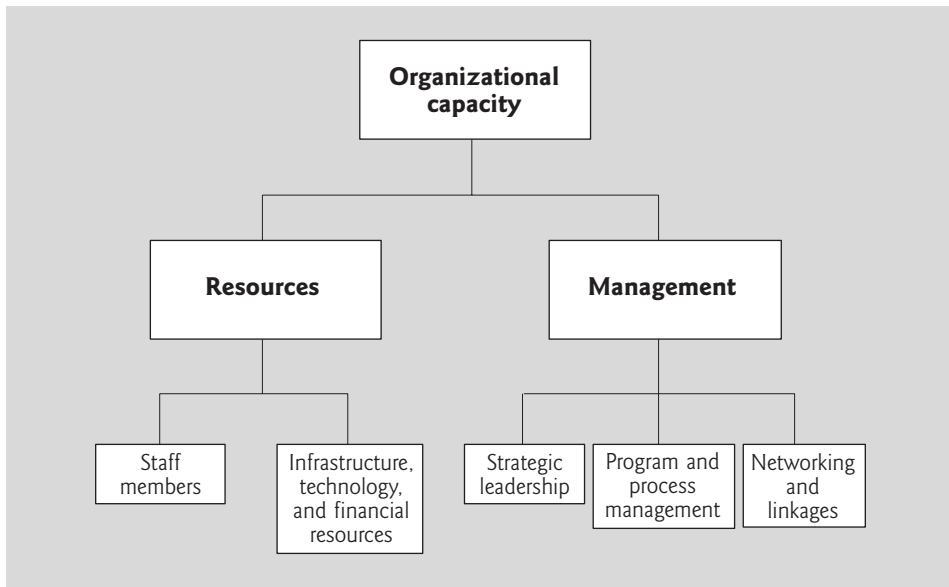 Organizational
capacity
Resources
Management
Staff
members
Infrastructure,
technology,
and financial
resources
Strategic
leadership
Program and
process
management
Networking
and
linkages